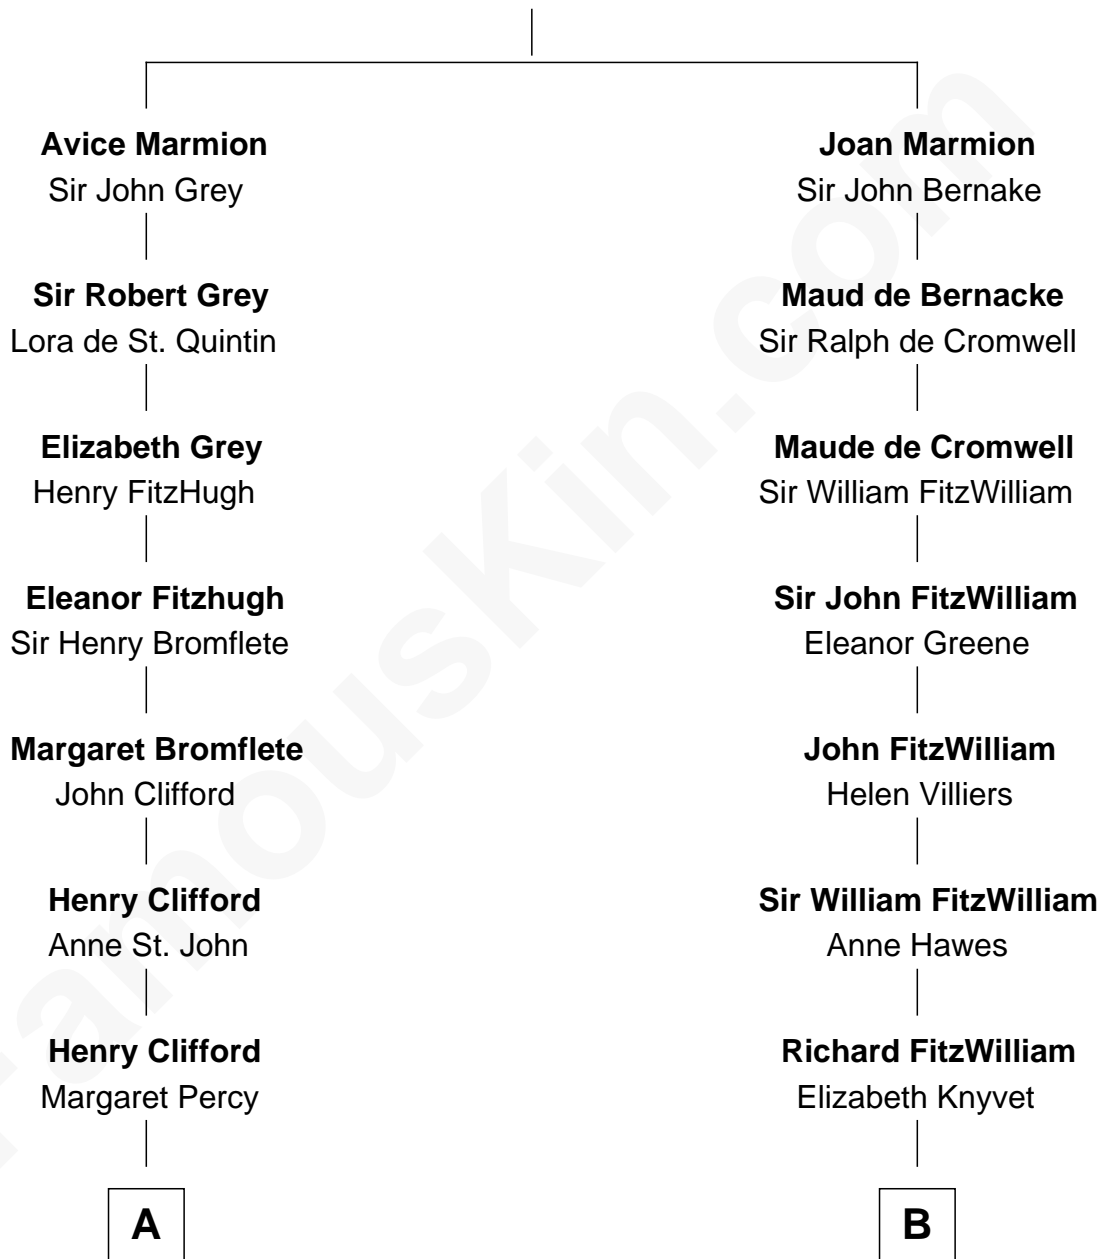 Avice Marmion
Sir John Grey
Sir Robert Grey
Lora de St. Quintin
Elizabeth Grey
Henry FitzHugh
Eleanor Fitzhugh
Sir Henry Bromflete
Margaret Bromflete
John Clifford
Henry Clifford
Anne St. John
Henry Clifford
Margaret Percy
A
Joan Marmion
Sir John Bernake
Maud de Bernacke
Sir Ralph de Cromwell
Maude de Cromwell
Sir William FitzWilliam
Sir John FitzWilliam
Eleanor Greene
John FitzWilliam
Helen Villiers
Sir William FitzWilliam
Anne Hawes
Richard FitzWilliam
Elizabeth Knyvet
B
FamousKin.com